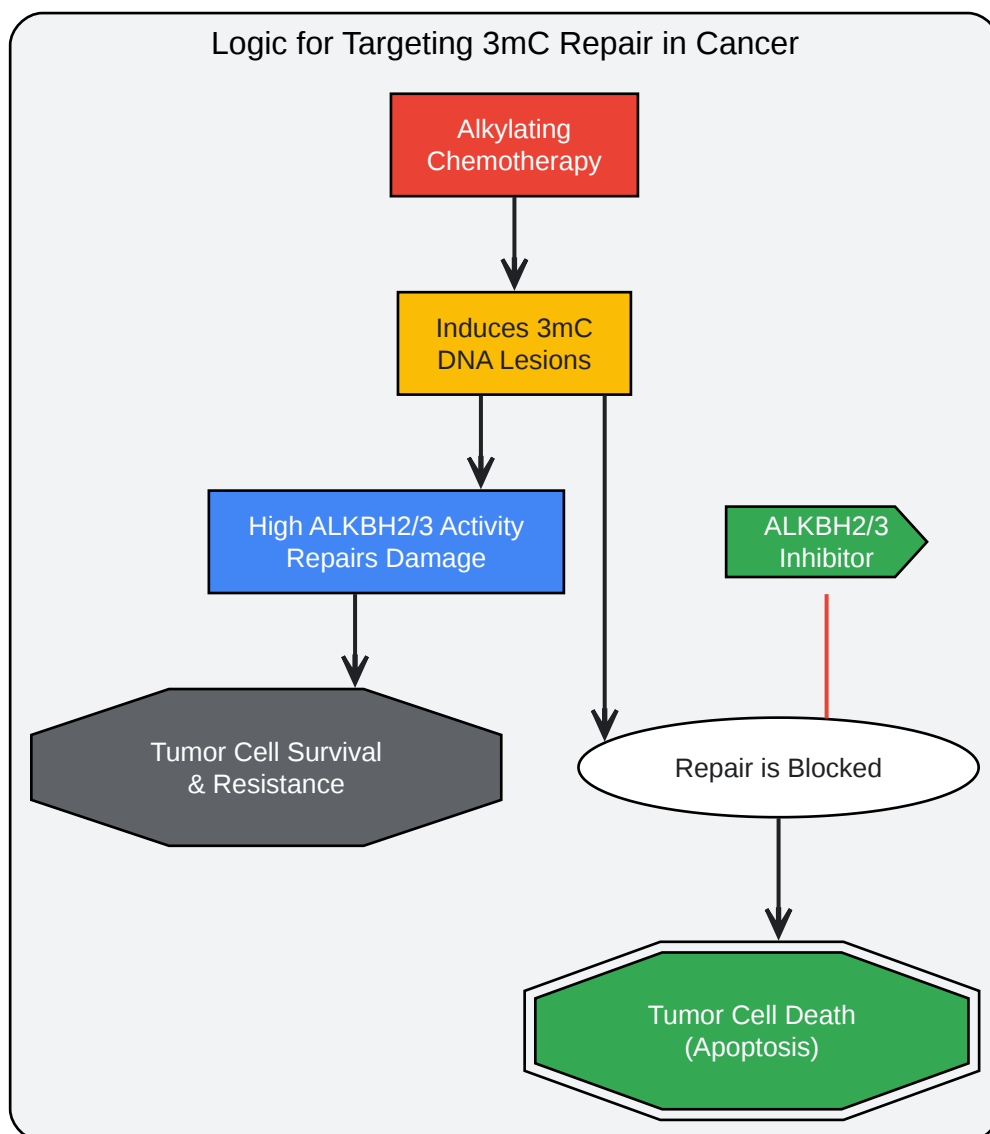 Logic for Targeting 3mC Repair in Cancer
Alkylating
Chemotherapy
Induces 3mC
DNA Lesions
High ALKBH2/3 Activity
Repairs Damage
ALKBH2/3
Inhibitor
Tumor Cell Survival
& Resistance
Repair is Blocked
Tumor Cell Death
(Apoptosis)